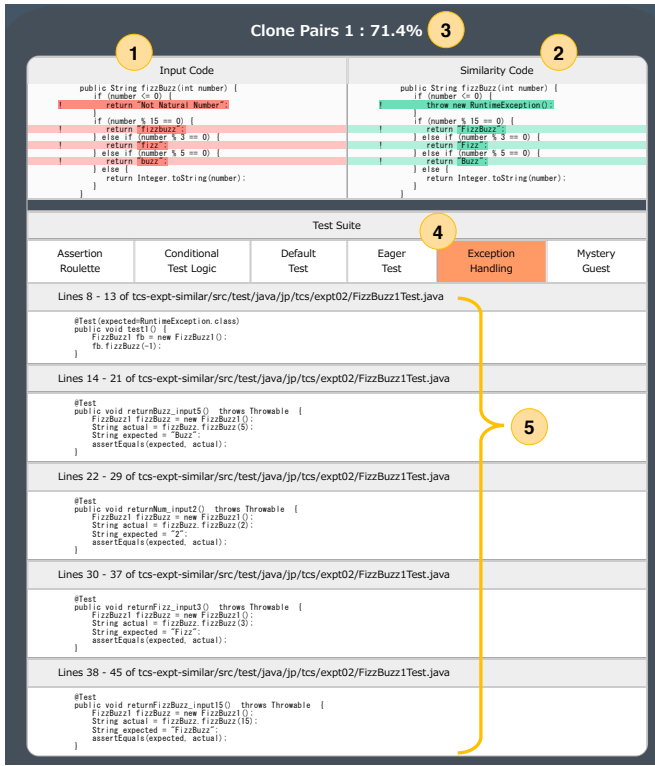 Clone Pairs 1 : 71.4% 3
1 2
Input Code Similarity Code
public String fizzBuzz(int number) {
if (number <= 0) {
! return "Not Natural Number";
}
if (number % 15 == 0) {
! return "fizzbuzz";
} else if (number % 3 == 0) {
! return "fizz";
} else if (number % 5 == 0) {
! return "buzz";
} else {
return Integer.toString(number);
}
}
public String fizzBuzz(int number) {
if (number <= 0) {
! throw new RuntimeException();
}
if (number % 15 == 0) {
! return "FizzBuzz";
} else if (number % 3 == 0) {
! return "Fizz";
} else if (number % 5 == 0) {
! return "Buzz";
} else {
return Integer.toString(number);
}
}
Test Suite
4
Assertion Roulette
Conditional Test Logic
Default Test
Eager Test
Exception Handling
Mystery Guest
Lines 8 - 13 of tcs-expt-similar/src/test/java/jp/tcs/expt02/FizzBuzz1Test.java
@Test(expected=RuntimeException.class)
public void test1() {
FizzBuzz1 fb = new FizzBuzz1();
fb.fizzBuzz(-1);
}
Lines 14 - 21 of tcs-expt-similar/src/test/java/jp/tcs/expt02/FizzBuzz1Test.java
@Test
public void returnBuzz_input5() throws Throwable {
FizzBuzz1 fizzBuzz = new FizzBuzz1();
String actual = fizzBuzz.fizzBuzz(5);
String expected = "Buzz";
assertEquals(expected, actual);
}
5
Lines 22 - 29 of tcs-expt-similar/src/test/java/jp/tcs/expt02/FizzBuzz1Test.java
@Test
public void returnNum_input2() throws Throwable {
FizzBuzz1 fizzBuzz = new FizzBuzz1();
String actual = fizzBuzz.fizzBuzz(2);
String expected = "2";
assertEquals(expected, actual);
}
Lines 30 - 37 of tcs-expt-similar/src/test/java/jp/tcs/expt02/FizzBuzz1Test.java
@Test
public void returnFizz_input3() throws Throwable {
FizzBuzz1 fizzBuzz = new FizzBuzz1();
String actual = fizzBuzz.fizzBuzz(3);
String expected = "Fizz";
assertEquals(expected, actual);
}
Lines 38 - 45 of tcs-expt-similar/src/test/java/jp/tcs/expt02/FizzBuzz1Test.java
@Test
public void returnFizzBuzz_input15() throws Throwable {
FizzBuzz1 fizzBuzz = new FizzBuzz1();
String actual = fizzBuzz.fizzBuzz(15);
String expected = "FizzBuzz";
assertEquals(expected, actual);
}